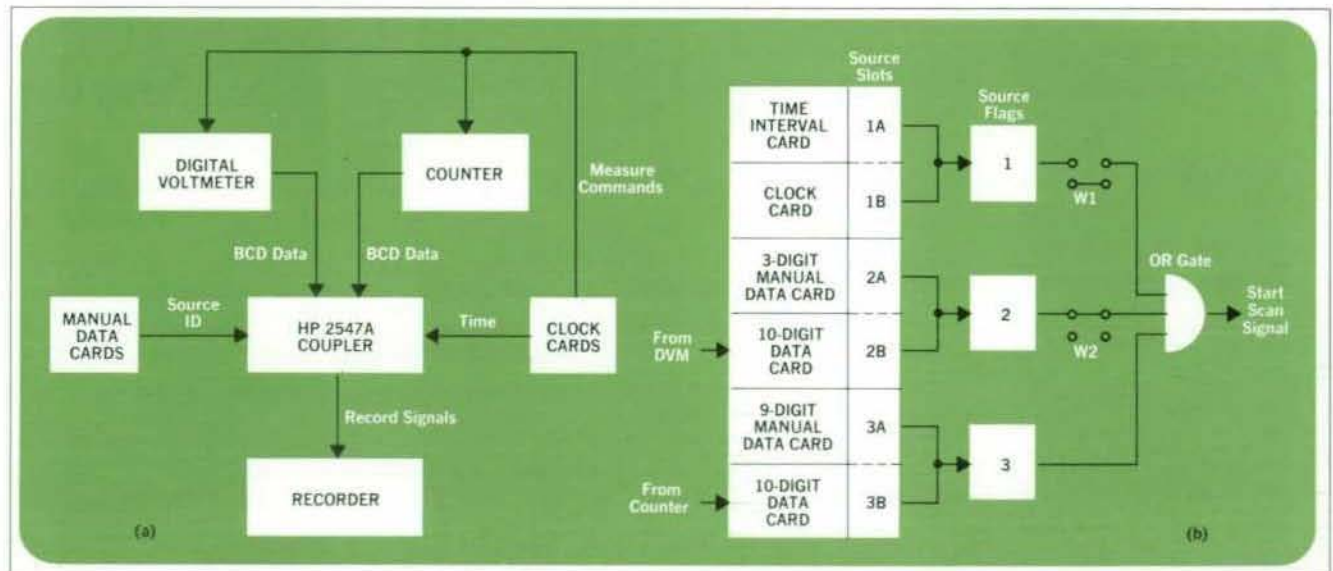 Measure
Commands
DIGITAL
VOLTMETER
COUNTER
BCD Data
BCD Data
MANUAL
DATA
CARDS
Source
ID
HP 2547A
COUPLER
Time
CLOCK
CARDS
Record Signals
RECORDER
(a)
Source
Slots
Source
Flags
TIME
INTERVAL
CARD
1A
CLOCK
CARD
1B
1
W1
3-DIGIT
MANUAL
DATA CARD
2A
From
DVM
10-DIGIT
DATA
CARD
2B
2
W2
OR Gate
Start
Scan
Signal
9-DIGIT
MANUAL
DATA CARD
3A
From
Counter
10-DIGIT
DATA
CARD
3B
3
(b)